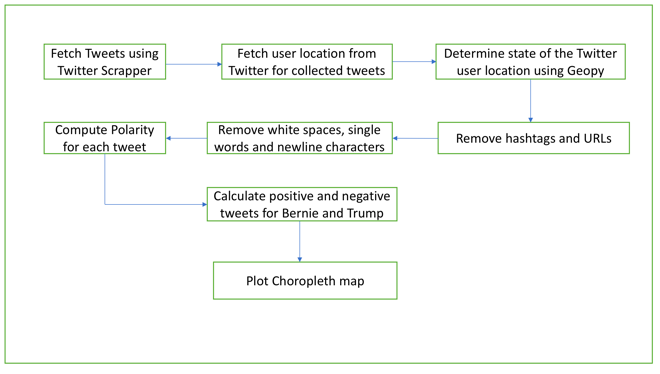 Fetch Tweets using
Twitter Scrapper
Fetch user location from
Twitter for collected tweets
Determine state of the Twitter
user location using Geopy
Remove hashtags and URLs
Remove white spaces, single
words and newline characters
Compute Polarity
for each tweet
Calculate positive and negative
tweets for Bernie and Trump
Plot Choropleth map